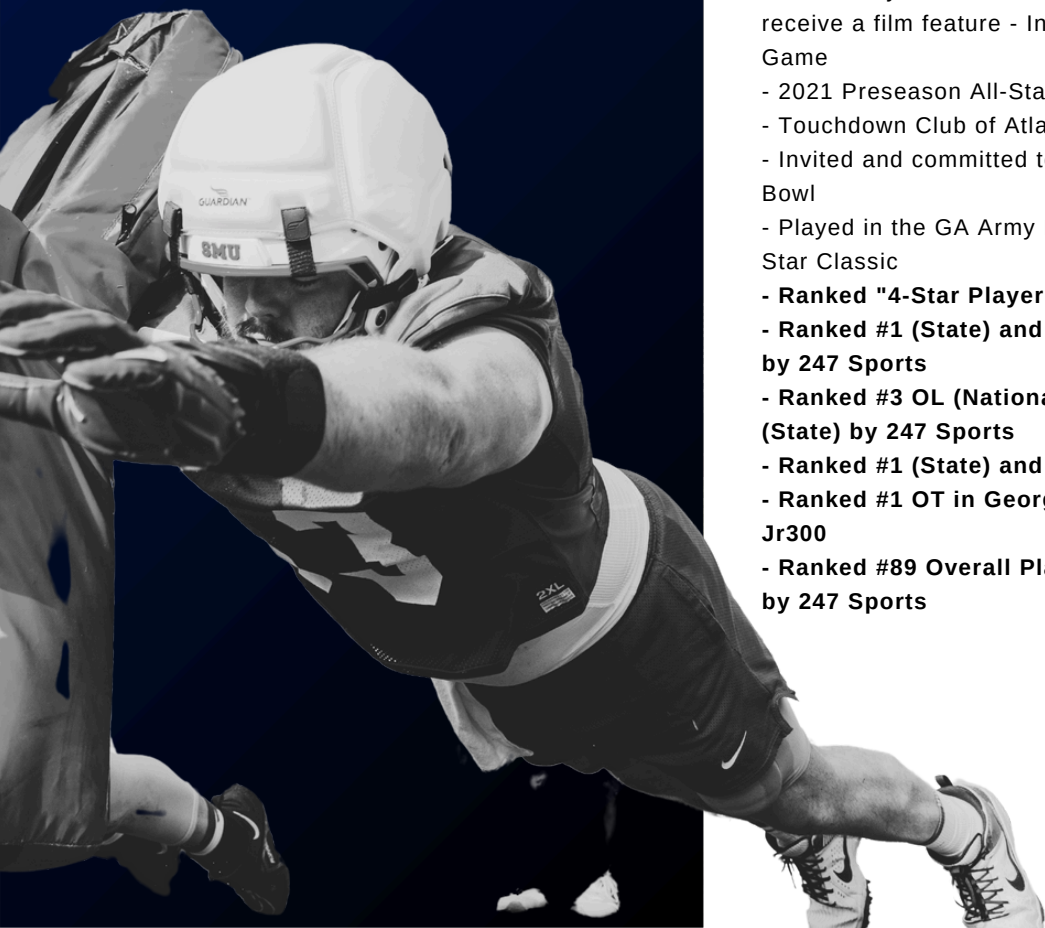 receive a film feature - In
Game
- 2021 Preseason All-Sta
- Touchdown Club of Atla
- Invited and committed t
Bowl
- Played in the GA Army
Star Classic
- Ranked "4-Star Player
- Ranked #1 (State) and
by 247 Sports
- Ranked #3 OL (Nationa
(State) by 247 Sports
- Ranked #1 (State) and
- Ranked #1 OT in Georg
Jr300
- Ranked #89 Overall Pla
by 247 Sports
GUARDIAN
SMU
2XL